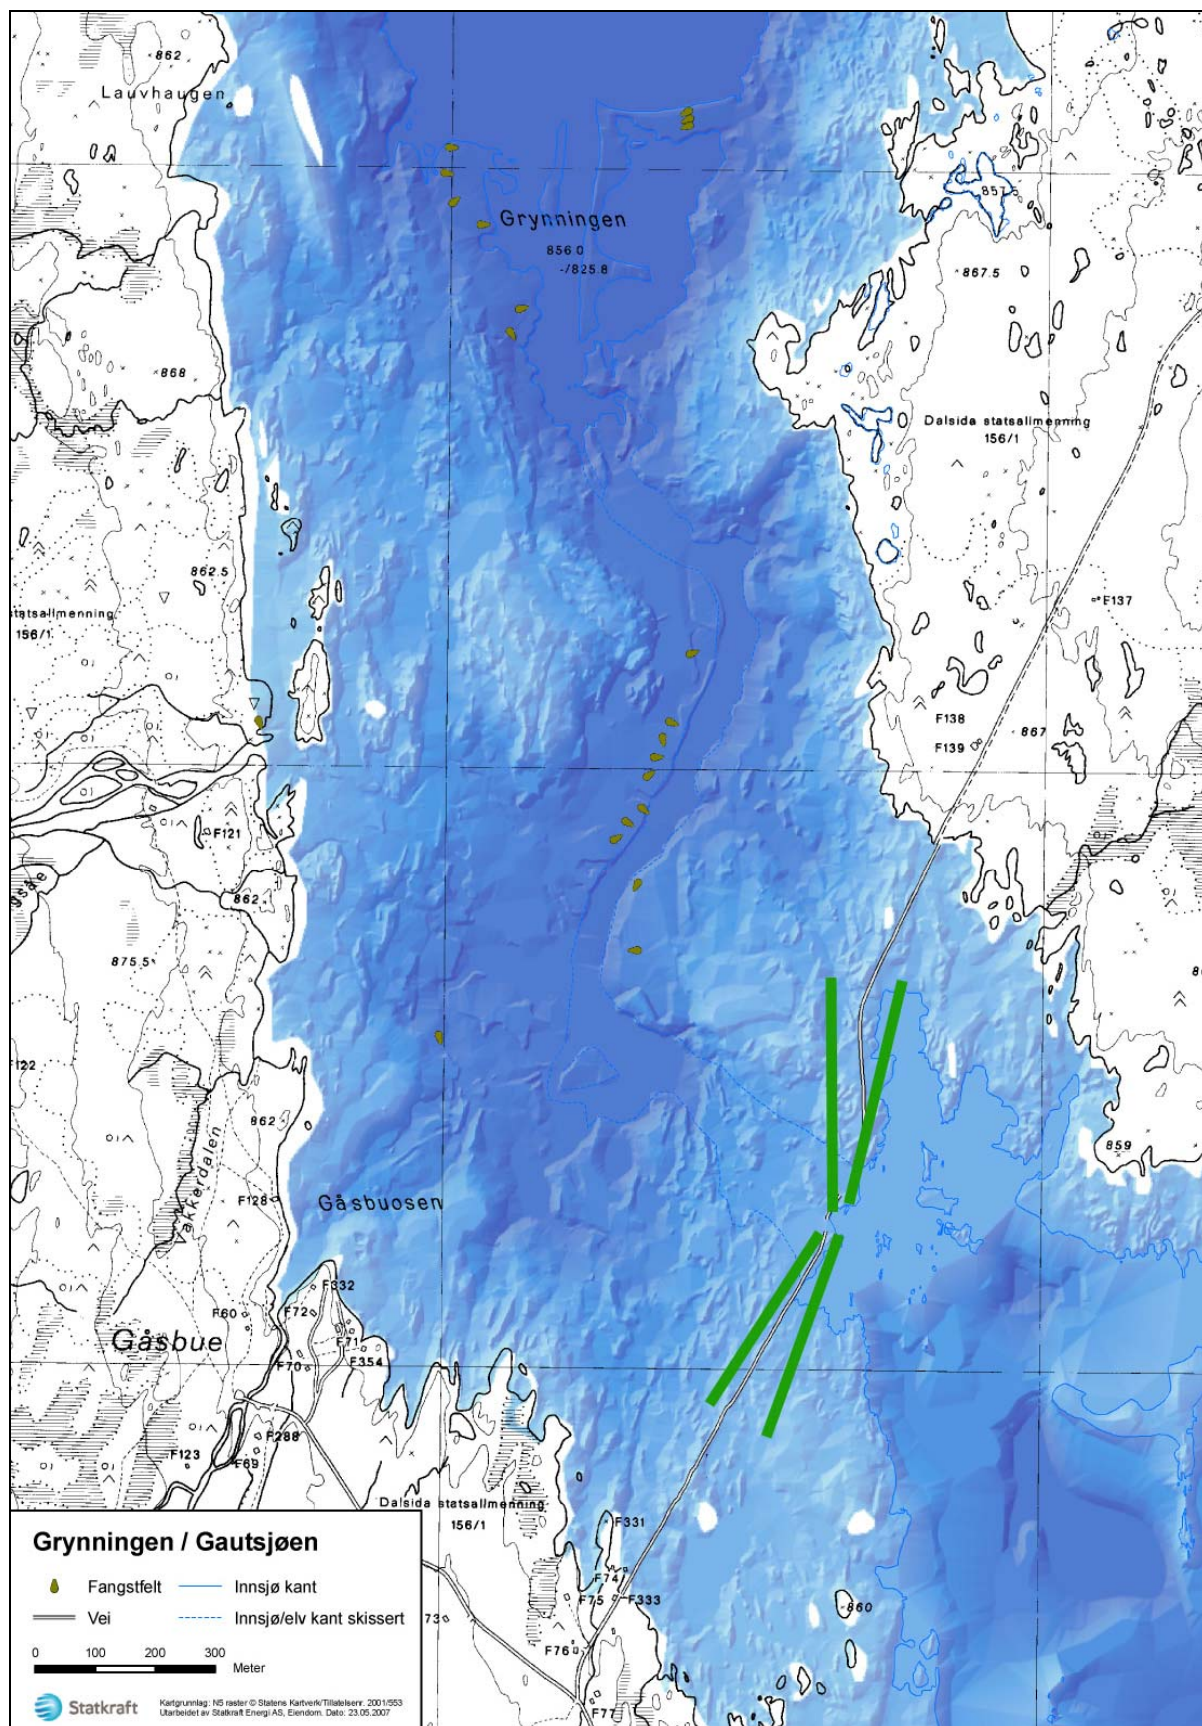 862
Lauvhaugen
857.5
Grynningen
856.0
-/825.8
867.5
868
Dalsida statsallmenning
156/1
862.5
F137
statsallmenning
156/1
F138
867
F139
F121
862
875.5
F122
862
859
Vakkerdalen
F128
Gåsbuosen
F332
F60
F72
Gåsbue
F71
F70
F354
F288
F123
F69
Dalsida statsallmenning
156/1
F331
F74
F75
F333
860
73
F76
F77
Grynningen / Gautsjøen
Fangstfelt
Innsjø kant
Vei
Innsjø/elv kant skissert
0 100 200 300
Meter
Statkraft
Kartgrunnlag: N5 raster © Statens Kartverk/Tillatelsenr. 2001/553
Utarbeidet av Statkraft Energi AS, Eiendom. Dato: 23.05.2007